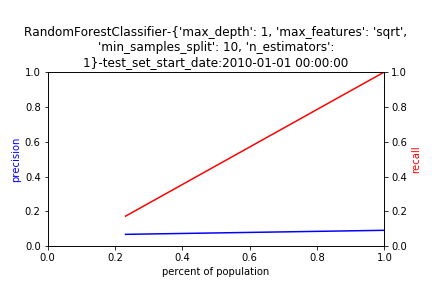 RandomForestClassifier-{'max_depth': 1, 'max_features': 'sqrt',
'min_samples_split': 10, 'n_estimators':
1}-test_set_start_date:2010-01-01 00:00:00
1.0
0.8
0.6
0.4
0.2
0.0
precision
1.0
0.8
0.6
0.4
0.2
0.0
recall
0.0 0.2 0.4 0.6 0.8 1.0
percent of population